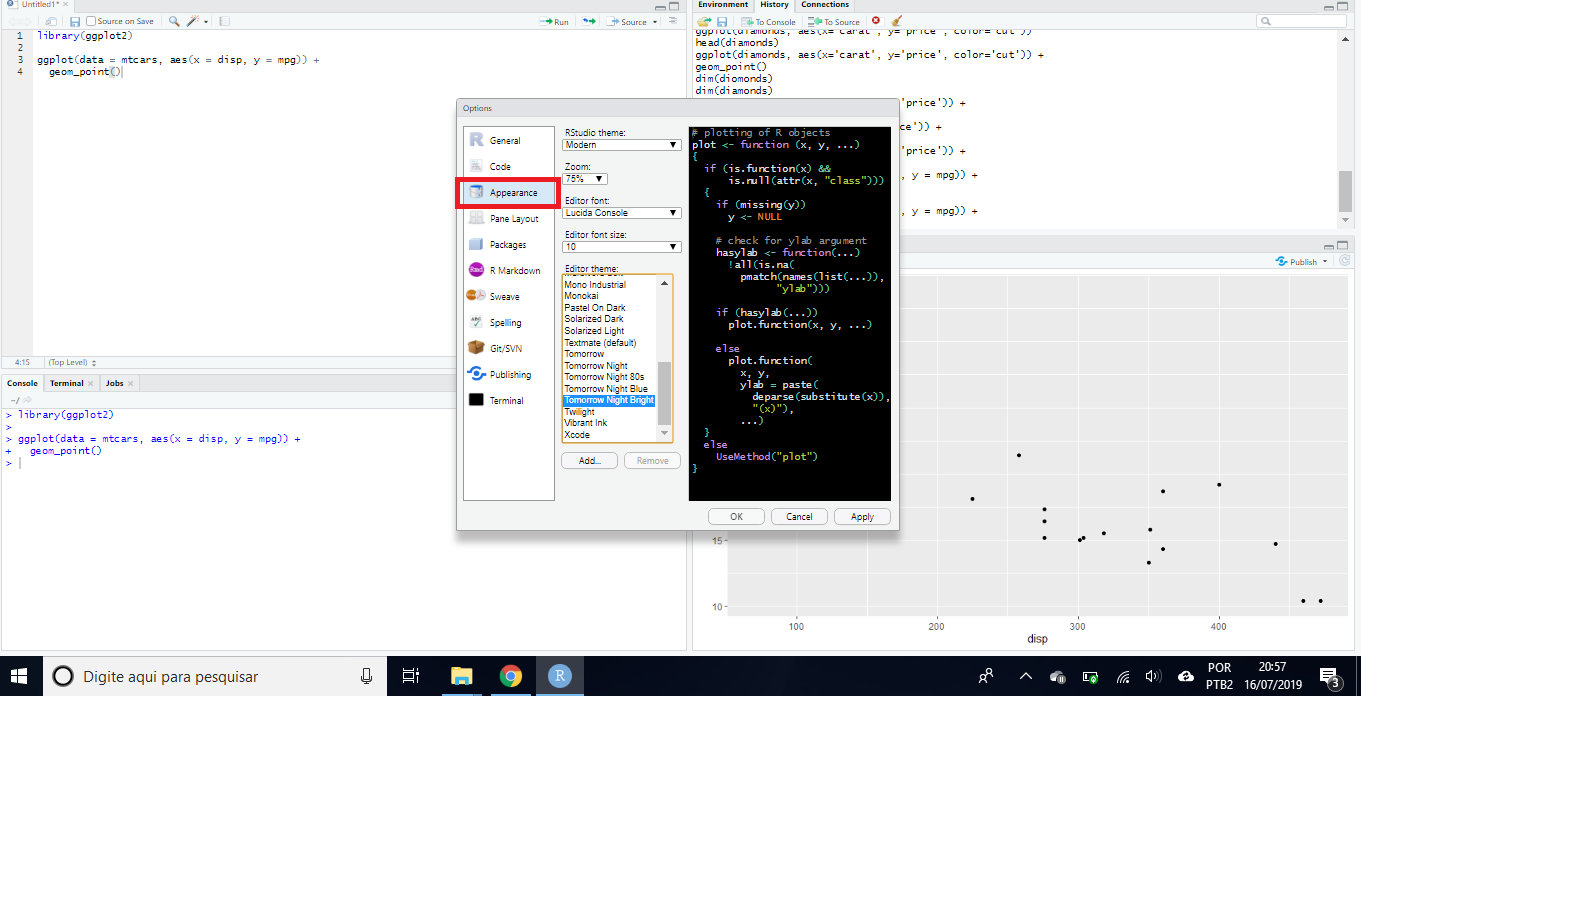 Untitled1*
Source on Save
Run
Source
1 library(ggplot2)
2
3 ggplot(data = mtcars, aes(x = disp, y = mpg)) +
4 geom_point()
4:15 (Top Level)
Console Terminal Jobs
~/
> library(ggplot2)
>
> ggplot(data = mtcars, aes(x = disp, y = mpg)) +
+ geom_point()
>
Environment History Connections
To Console To Source
ggplot(diamonds, aes(x='carat', y='price', color='cut'))
head(diamonds)
ggplot(diamonds, aes(x='carat', y='price', color='cut')) +
geom_point()
dim(diomonds)
dim(diamonds)
'price')) +
ce')) +
'price')) +
, y = mpg)) +
, y = mpg)) +
Publish
Options
General
Code
Appearance
Pane Layout
Packages
R Markdown
Sweave
Spelling
Git/SVN
Publishing
Terminal
RStudio theme:
Modern
Zoom:
75%
Editor font:
Lucida Console
Editor font size:
10
Editor theme:
Mono Industrial
Monokai
Pastel On Dark
Solarized Dark
Solarized Light
Textmate (default)
Tomorrow
Tomorrow Night
Tomorrow Night 80s
Tomorrow Night Blue
Tomorrow Night Bright
Twilight
Vibrant Ink
Xcode
Add... Remove
# plotting of R objects
plot <- function (x, y, ...)
{
if (is.function(x) &&
is.null(attr(x, "class")))
{
if (missing(y))
y <- NULL
# check for ylab argument
hasylab <- function(...)
!all(is.na(
pmatch(names(list(...)),
"ylab")))
if (hasylab(...))
plot.function(x, y, ...)
else
plot.function(
x, y,
ylab = paste(
deparse(substitute(x)),
"(x)"),
...)
}
else
UseMethod("plot")
}
OK Cancel Apply
15
10
100 200 300 400
disp
Digite aqui para pesquisar
R
POR
PTB2
20:57
16/07/2019
3